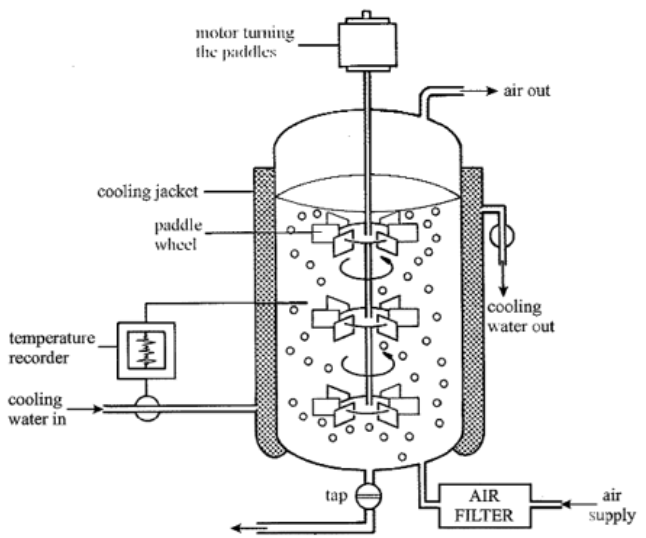 motor turning
the paddles
air out
cooling jacket
paddle
wheel
cooling
water out
temperature
recorder
cooling
water in
tap
AIR
FILTER
air
supply